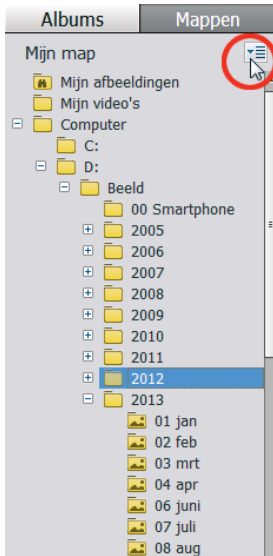 Albums Mappen
Mijn map
Mijn afbeeldingen
Mijn video's
Computer
C:
D:
Beeld
00 Smartphone
2005
2006
2007
2008
2009
2010
2011
2012
2013
01 jan
02 feb
03 mrt
04 apr
06 juni
07 juli
08 aug